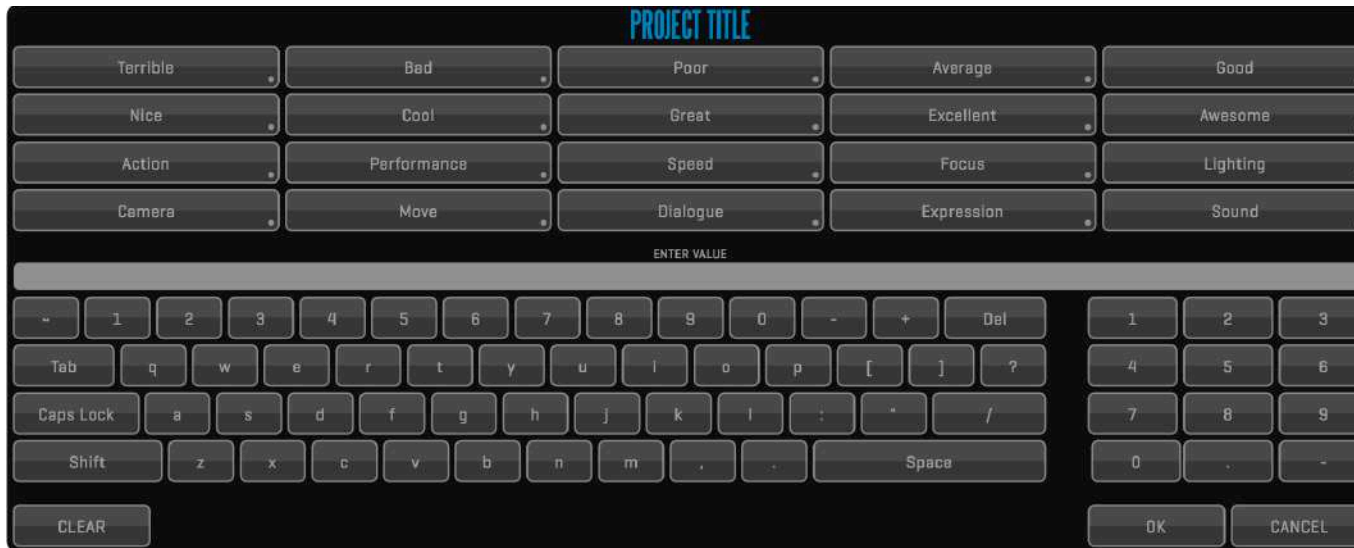 PROJECT TITLE
Terrible Bad Poor Average Good
Nice Cool Great Excellent Awesome
Action Performance Speed Focus Lighting
Camera Move Dialogue Expression Sound
ENTER VALUE
~ 1 2 3 4 5 6 7 8 9 0 - + Del 1 2 3
Tab q w e r t y u i o p [ ] ? 4 5 6
Caps Lock a s d f g h j k l : " / 7 8 9
Shift z x c v b n m , . Space 0 . -
CLEAR OK CANCEL